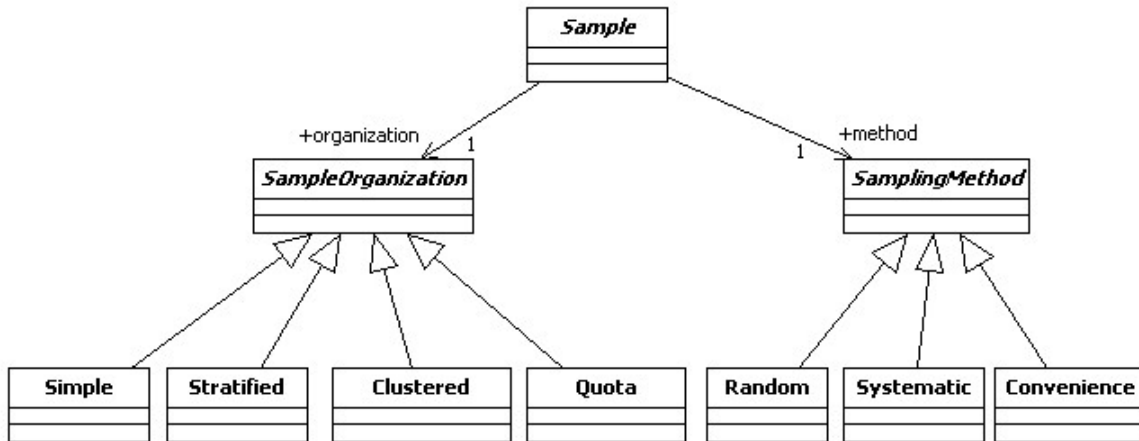 Sample
+organization
1
+method
1
SampleOrganization
SamplingMethod
Simple
Stratified
Clustered
Quota
Random
Systematic
Convenience